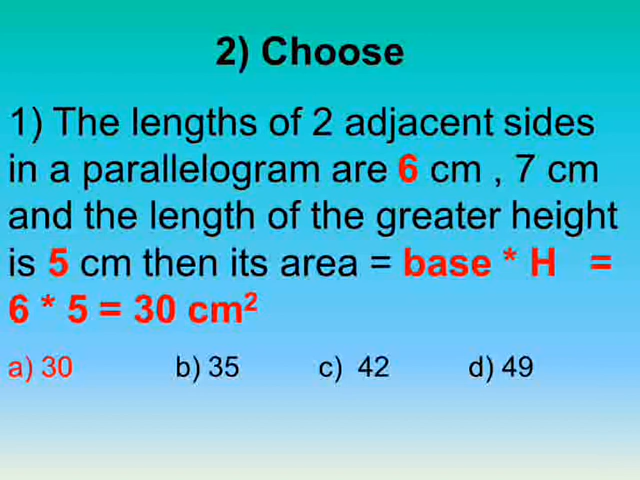 2) Choose
1) The lengths of 2 adjacent sides
in a parallelogram are 6 cm , 7 cm
and the length of the greater height
is 5 cm then its area = base * H =
6 * 5 = 30 cm²
a) 30 b) 35 c) 42 d) 49